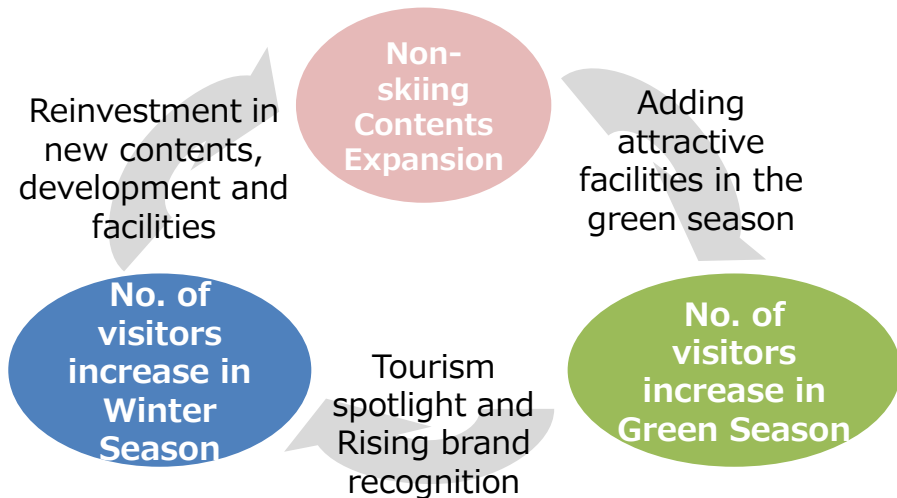 Non-
skiing
Contents
Expansion
Adding
attractive
facilities in the
green season
No. of
visitors
increase in
Green Season
Tourism
spotlight and
Rising brand
recognition
No. of
visitors
increase in
Winter
Season
Reinvestment in
new contents,
development and
facilities